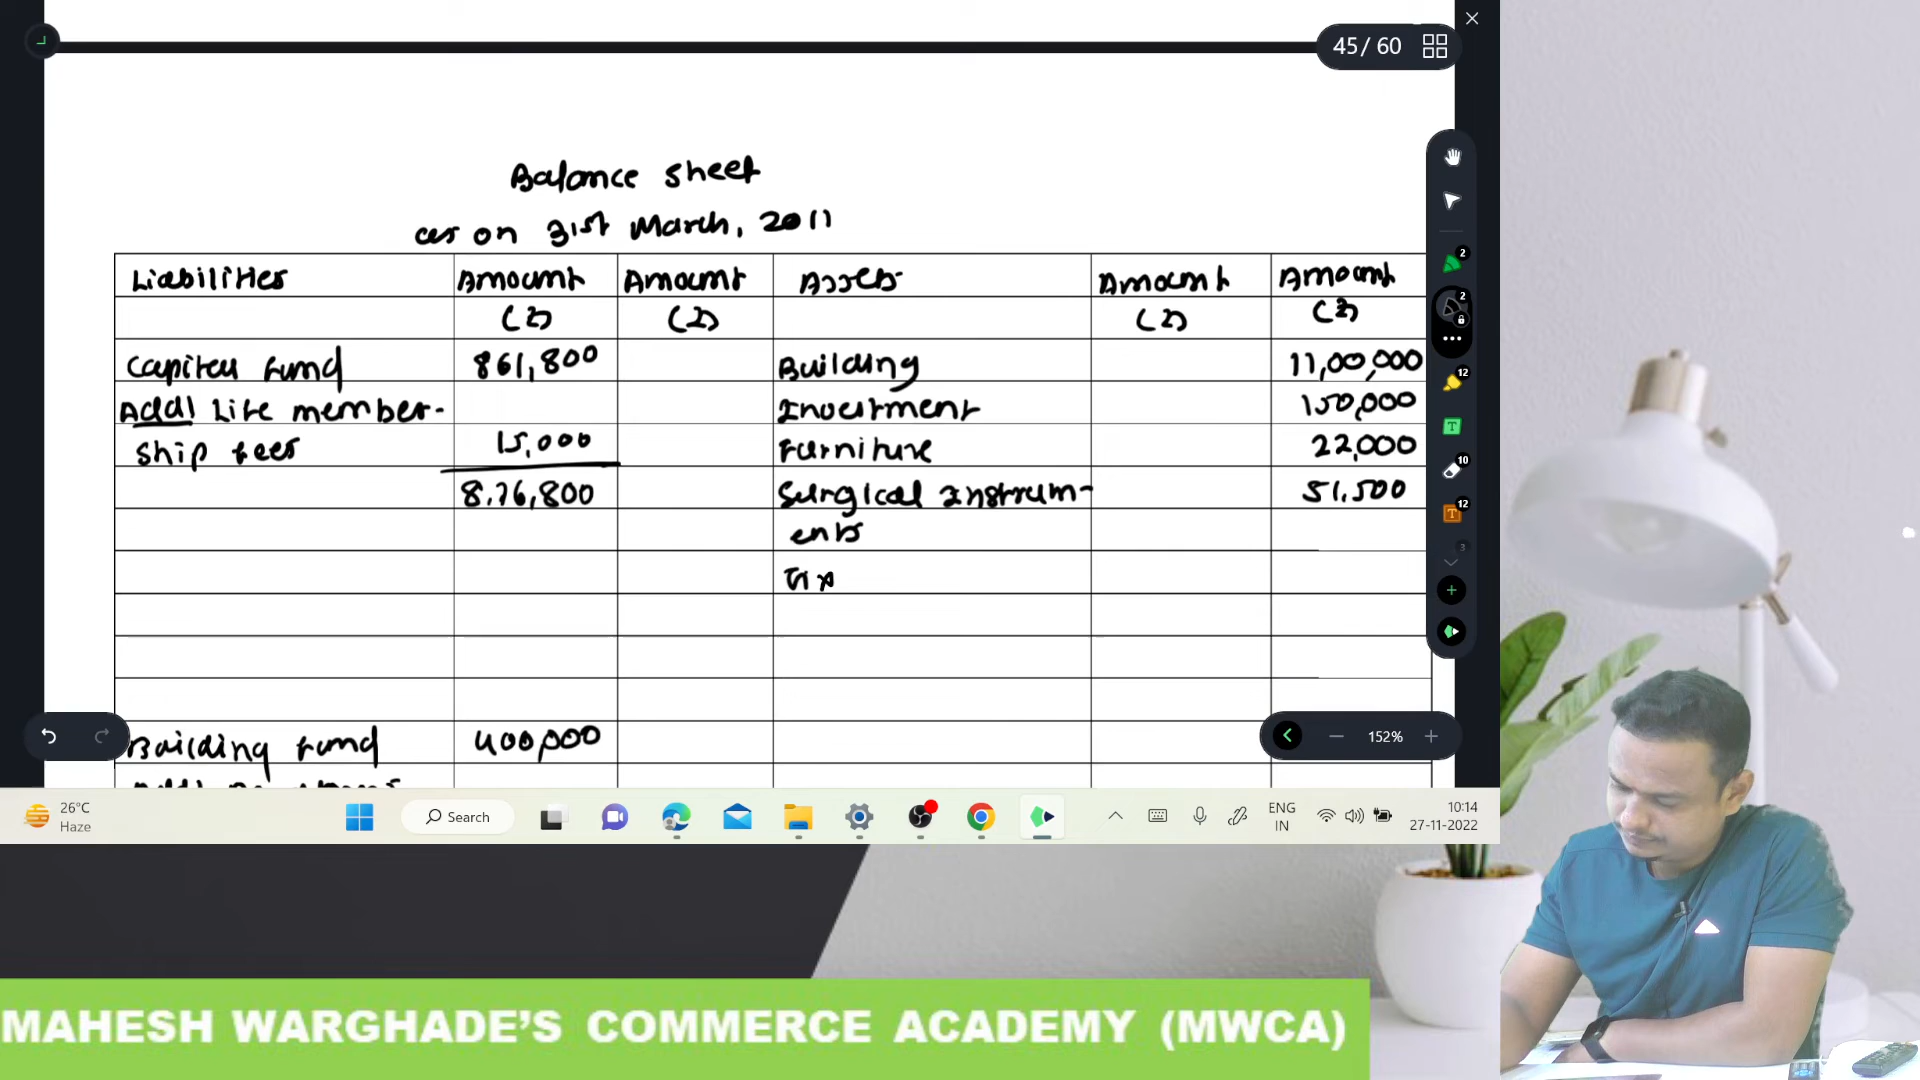 45 / 60
Balance sheet
as on 31st March, 2011
Liabilities Amount Amount Assets Amount Amount
(₹) (₹) (₹) (₹)
Capital Fund 861,800 Building 11,00,000
Add! Life member- Investment 150,000
ship fees 15,000 Furniture 22,000
8,76,800 Surgical Instrum- 51,500
ents
Fix
Building Fund 400,000
152%
26°C
Haze
Search
ENG
IN
10:14
27-11-2022
MAHESH WARGHADE'S COMMERCE ACADEMY (MWCA)